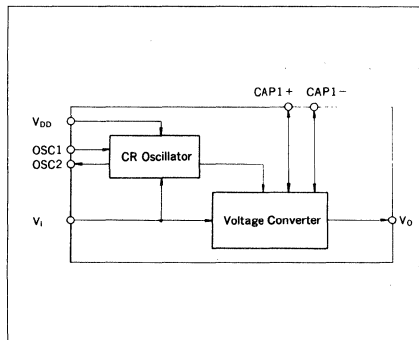 CAP1+ CAP1-
VDD
OSC1
OSC2
CR Oscillator
Vi
Voltage Converter
VO